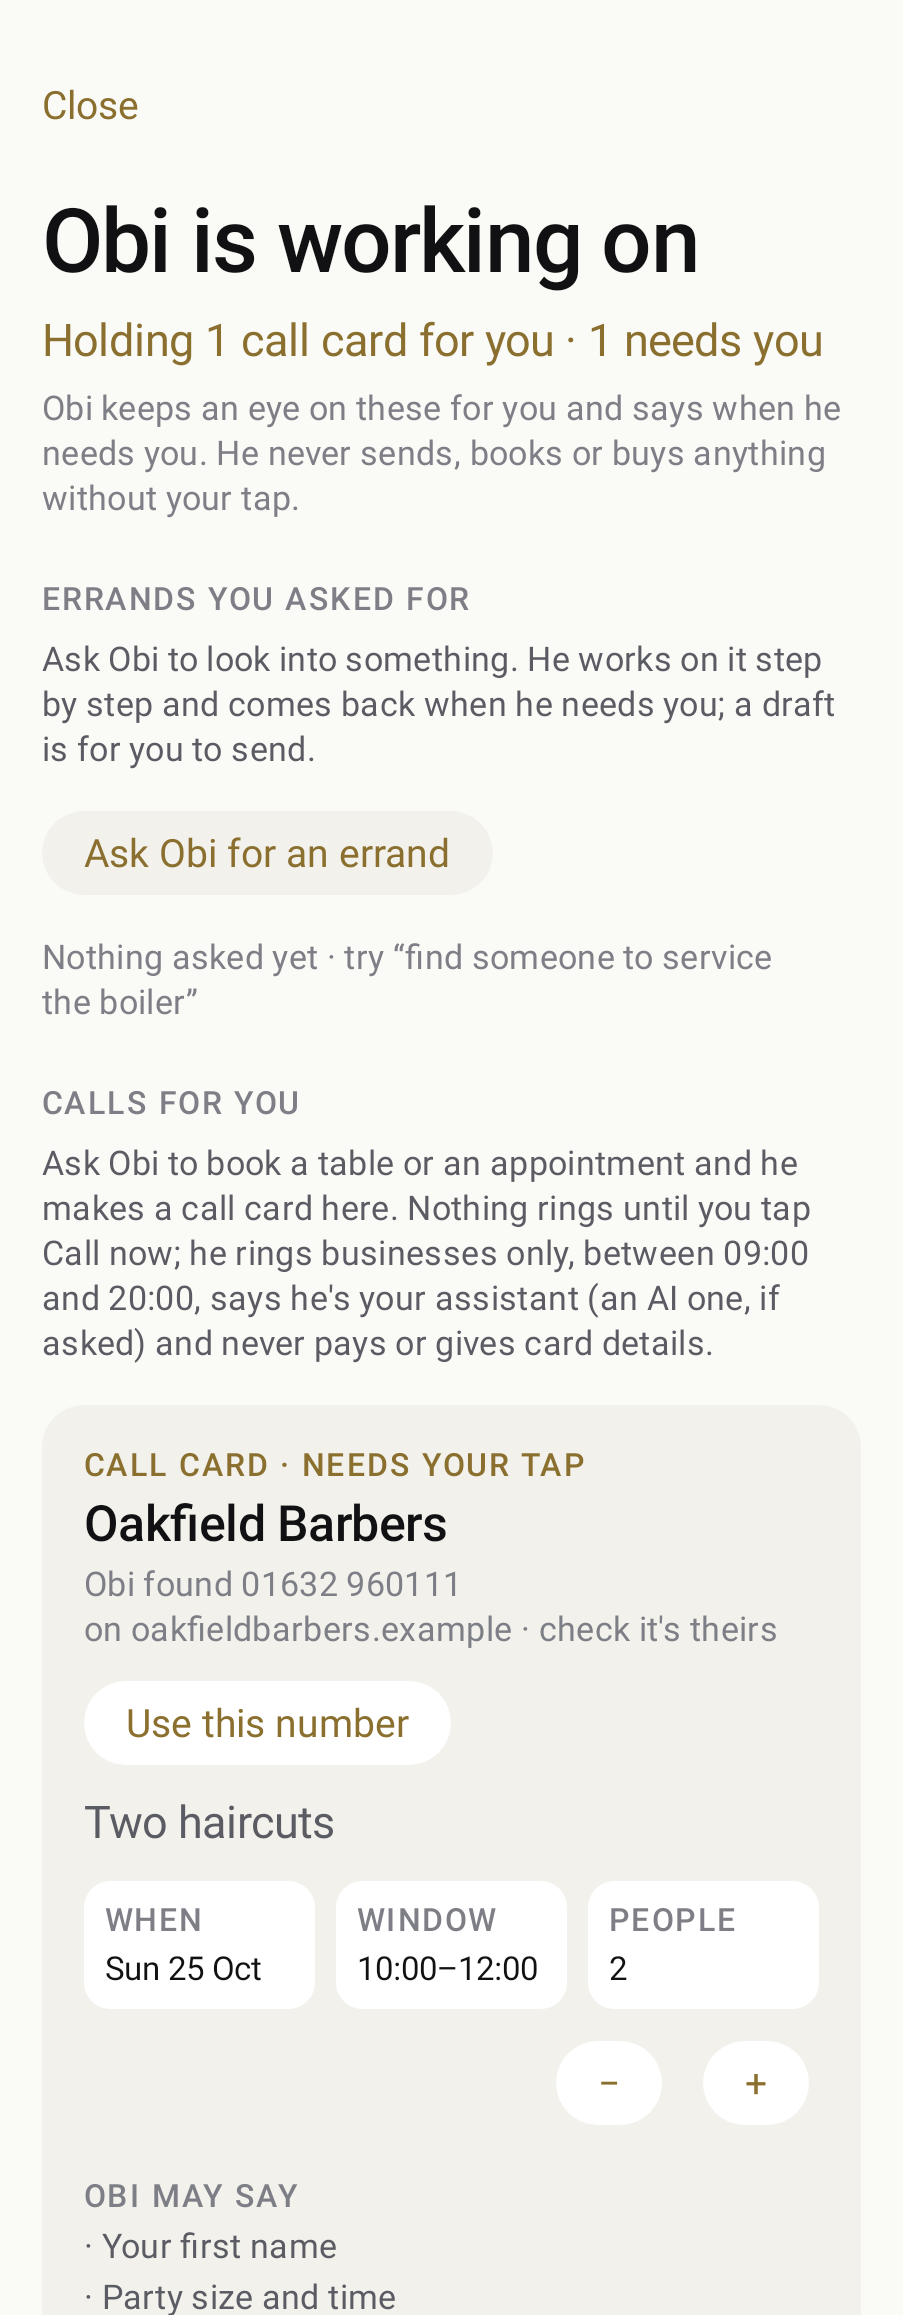 Close
Obi is working on
Holding 1 call card for you · 1 needs you
Obi keeps an eye on these for you and says when he
needs you. He never sends, books or buys anything
without your tap.
ERRANDS YOU ASKED FOR
Ask Obi to look into something. He works on it step
by step and comes back when he needs you; a draft
is for you to send.
Ask Obi for an errand
Nothing asked yet · try “find someone to service
the boiler”
CALLS FOR YOU
Ask Obi to book a table or an appointment and he
makes a call card here. Nothing rings until you tap
Call now; he rings businesses only, between 09:00
and 20:00, says he's your assistant (an AI one, if
asked) and never pays or gives card details.
CALL CARD · NEEDS YOUR TAP
Oakfield Barbers
Obi found 01632 960111
on oakfieldbarbers.example · check it's theirs
Use this number
Two haircuts
WHEN WINDOW PEOPLE
Sun 25 Oct 10:00–12:00 2
− +
OBI MAY SAY
· Your first name
· Party size and time